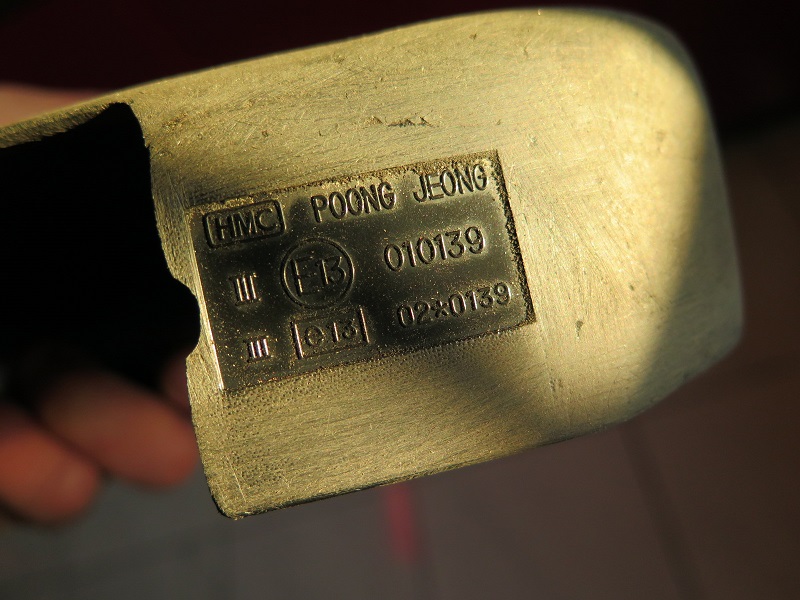 HMC POONG JEONG
III E13 010139
III e13 02*0139